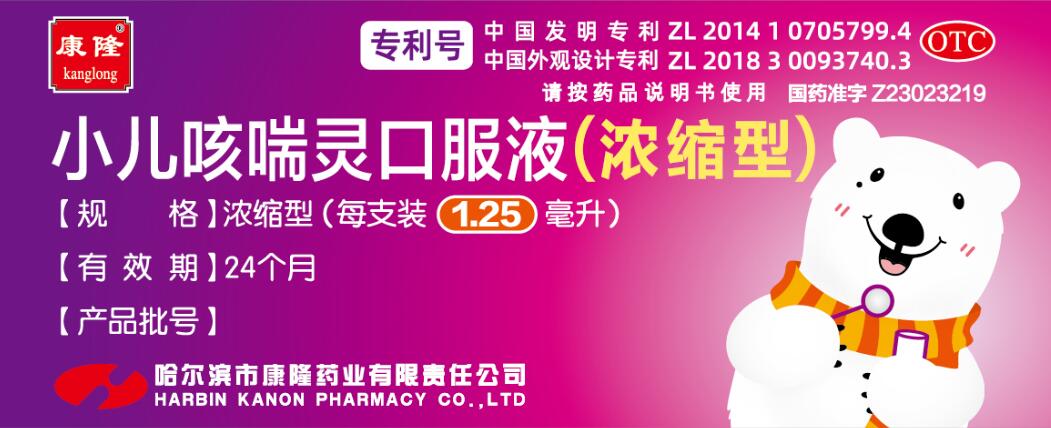 康隆
kanglong
专利号
中国发明专利 ZL 2014 1 0705799.4
中国外观设计专利 ZL 2018 3 0093740.3
OTC
请按药品说明书使用 国药准字 Z23023219
小儿咳喘灵口服液(浓缩型)
【规 格】浓缩型(每支装 1.25 毫升)
【有效期】24个月
【产品批号】
哈尔滨市康隆药业有限责任公司
HARBIN KANON PHARMACY CO.,LTD